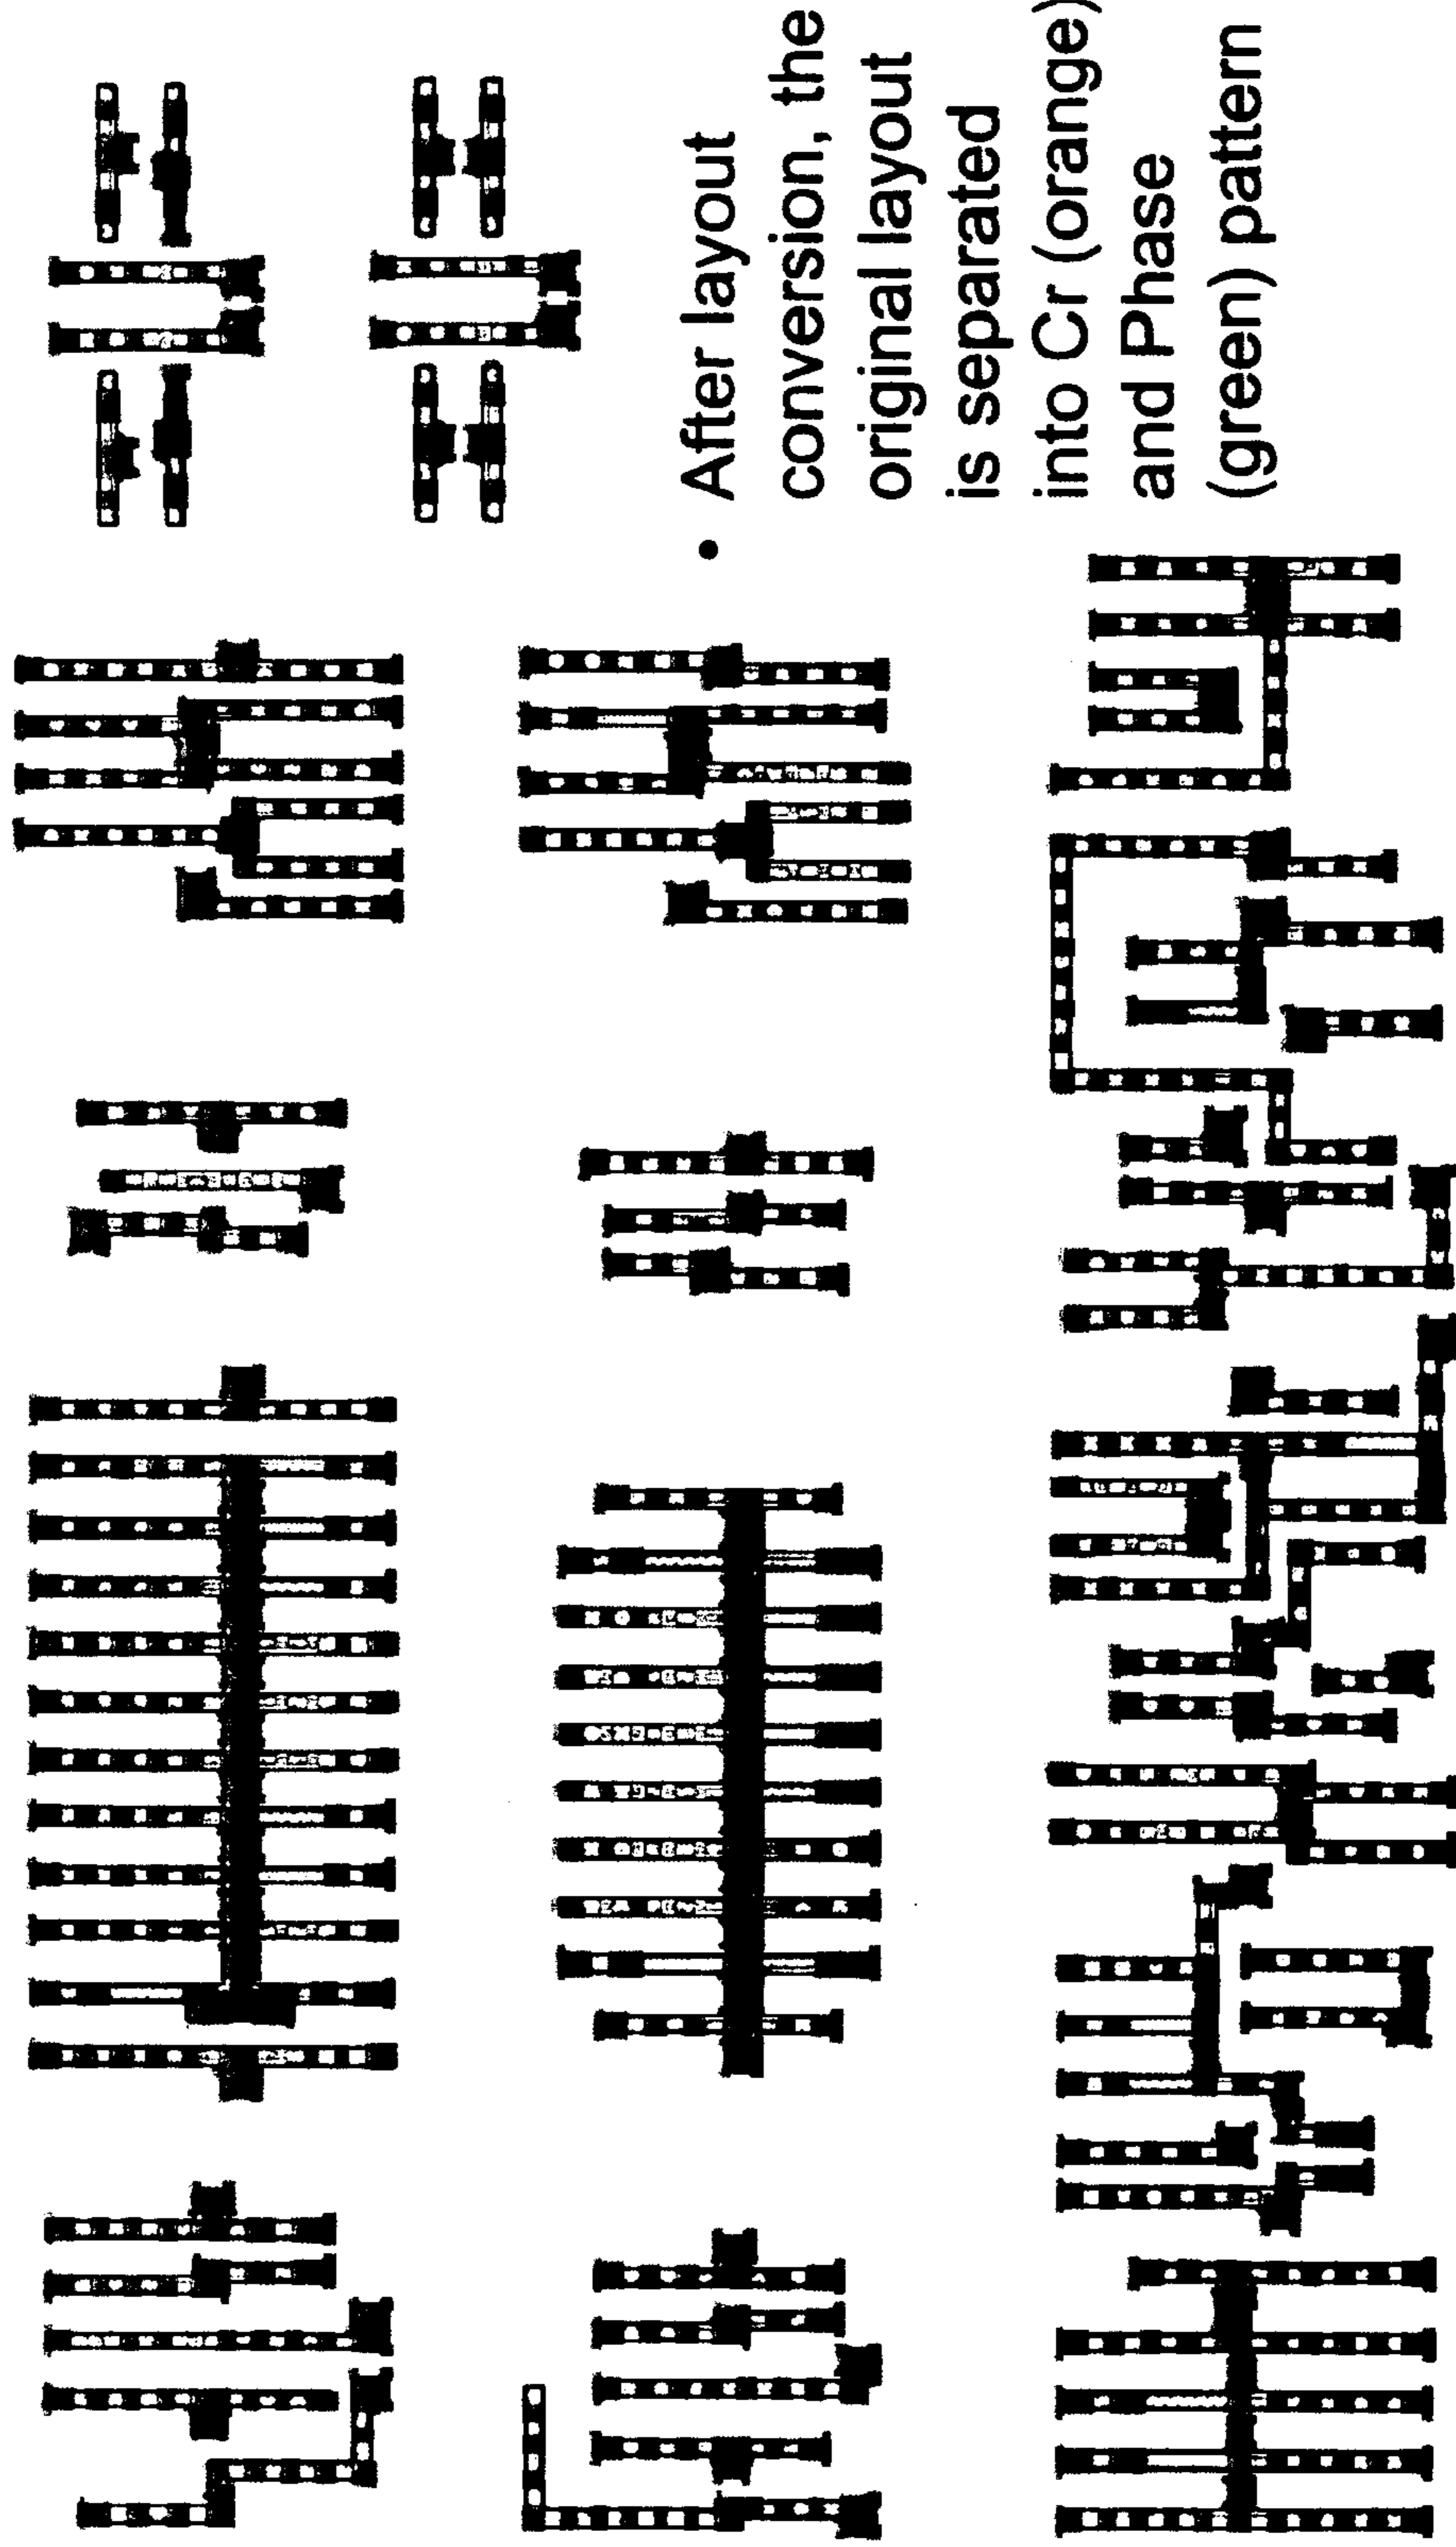 • After layout
conversion, the
original layout
is separated
into Cr (orange)
and Phase
(green) pattern